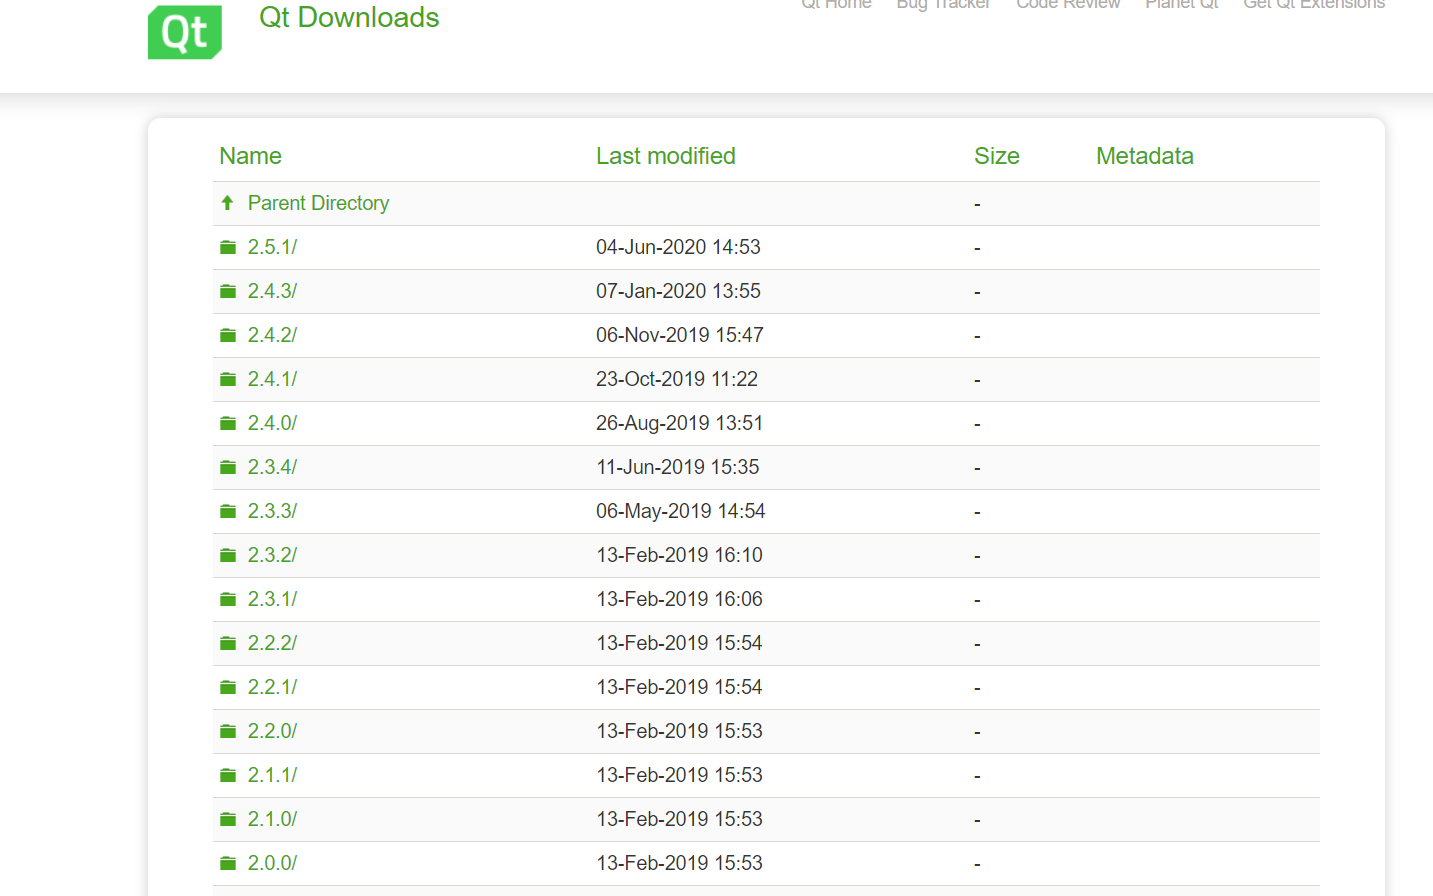 Qt
Qt Downloads
Qt Home Bug Tracker Code Review Planet Qt Get Qt Extensions
Name Last modified Size Metadata
Parent Directory -
2.5.1/ 04-Jun-2020 14:53 -
2.4.3/ 07-Jan-2020 13:55 -
2.4.2/ 06-Nov-2019 15:47 -
2.4.1/ 23-Oct-2019 11:22 -
2.4.0/ 26-Aug-2019 13:51 -
2.3.4/ 11-Jun-2019 15:35 -
2.3.3/ 06-May-2019 14:54 -
2.3.2/ 13-Feb-2019 16:10 -
2.3.1/ 13-Feb-2019 16:06 -
2.2.2/ 13-Feb-2019 15:54 -
2.2.1/ 13-Feb-2019 15:54 -
2.2.0/ 13-Feb-2019 15:53 -
2.1.1/ 13-Feb-2019 15:53 -
2.1.0/ 13-Feb-2019 15:53 -
2.0.0/ 13-Feb-2019 15:53 -